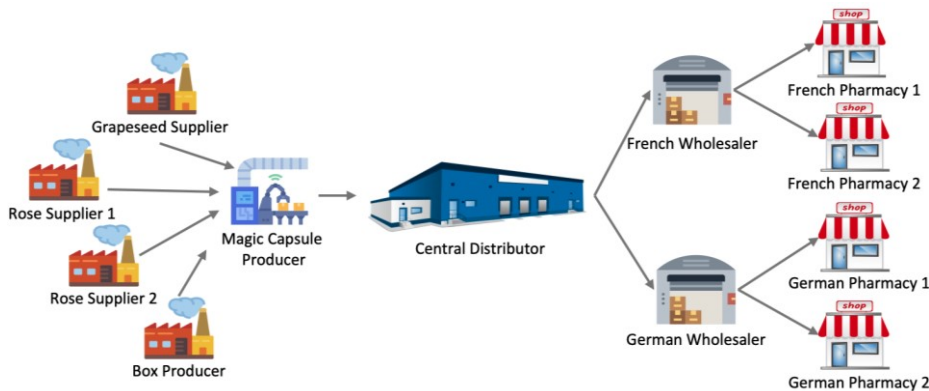 shop
French Pharmacy 1
Grapeseed Supplier
French Wholesaler
shop
French Pharmacy 2
Rose Supplier 1
Magic Capsule
Producer
Central Distributor
shop
German Pharmacy 1
Rose Supplier 2
German Wholesaler
shop
Box Producer
German Pharmacy 2